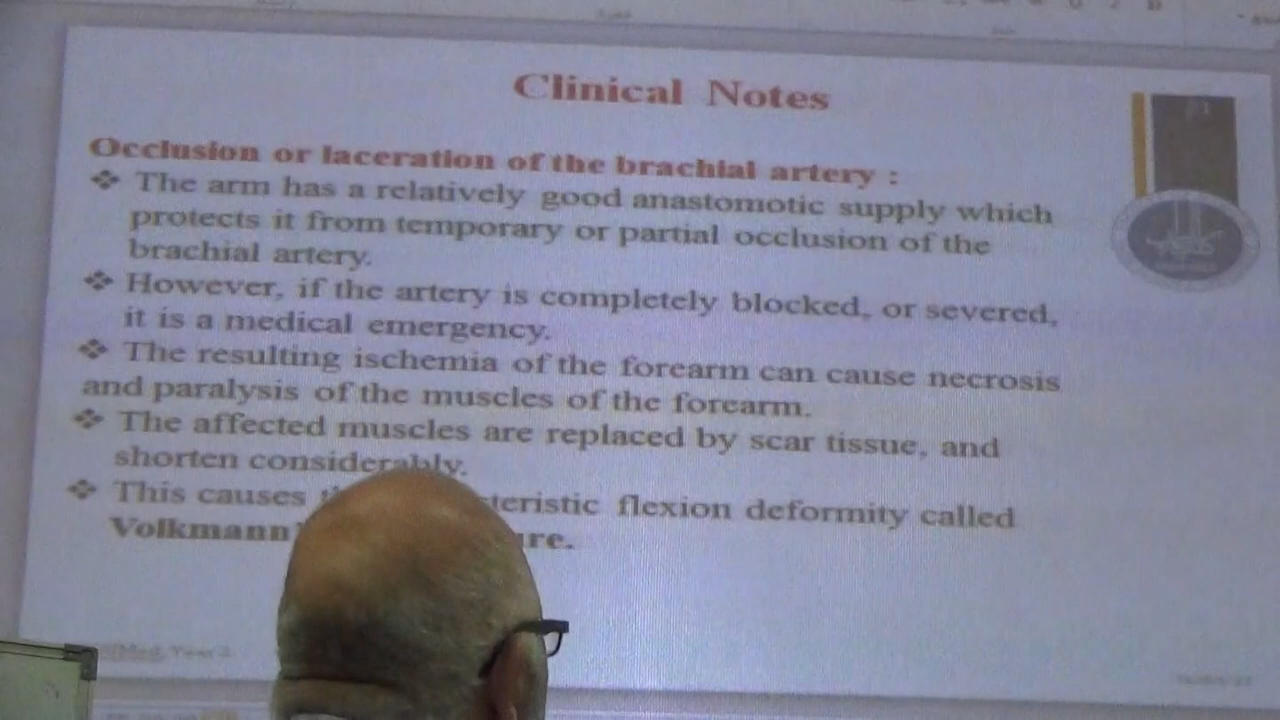 Clinical Notes
Occlusion or laceration of the brachial artery :
❖ The arm has a relatively good anastomotic supply which
protects it from temporary or partial occlusion of the
brachial artery.
❖ However, if the artery is completely blocked, or severed,
it is a medical emergency.
❖ The resulting ischemia of the forearm can cause necrosis
and paralysis of the muscles of the forearm.
❖ The affected muscles are replaced by scar tissue, and
shorten considerably.
❖ This causes teristic flexion deformity called
Volkmann ure.
Year 2